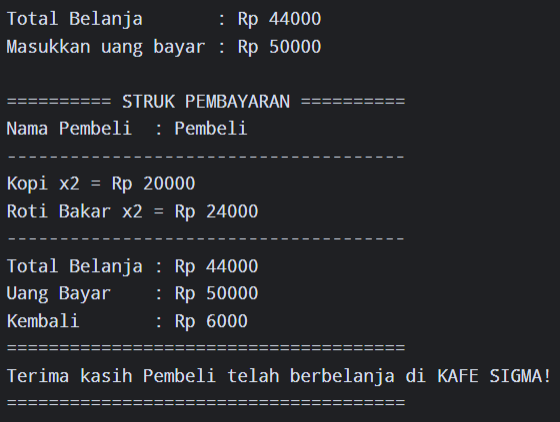 Total Belanja       : Rp 44000
Masukkan uang bayar : Rp 50000
========== STRUK PEMBAYARAN ==========
Nama Pembeli  : Pembeli
--------------------------------------
Kopi x2 = Rp 20000
Roti Bakar x2 = Rp 24000
--------------------------------------
Total Belanja : Rp 44000
Uang Bayar    : Rp 50000
Kembali       : Rp 6000
======================================
Terima kasih Pembeli telah berbelanja di KAFE SIGMA!
======================================